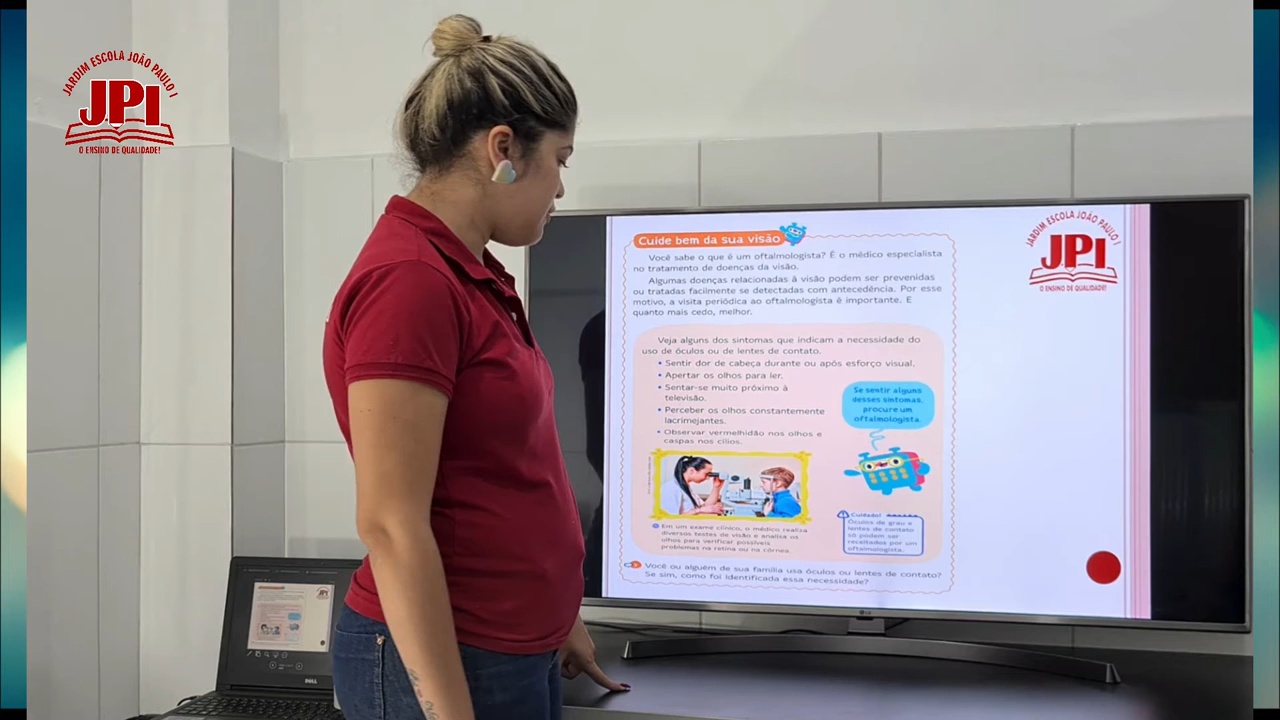 JARDIM ESCOLA JOÃO PAULO I
JPI
O ENSINO DE QUALIDADE!
Cuide bem da sua visão
Você sabe o que é um oftalmologista? É o médico especialista
no tratamento de doenças da visão.
Algumas doenças relacionadas à visão podem ser prevenidas
ou tratadas facilmente se detectadas com antecedência. Por esse
motivo, a visita periódica ao oftalmologista é importante. E
quanto mais cedo, melhor.
Veja alguns dos sintomas que indicam a necessidade do
uso de óculos ou de lentes de contato.
• Sentir dor de cabeça durante ou após esforço visual.
• Apertar os olhos para ler.
• Sentar-se muito próximo à
televisão.
• Perceber os olhos constantemente
lacrimejantes.
• Observar vermelhidão nos olhos e
caspas nos cílios.
Se sentir alguns
desses sintomas,
procure um
oftalmologista.
Em um exame clínico, o médico realiza
diversos testes de visão e analisa os
olhos para verificar possíveis
problemas na retina ou na córnea.
Cuidado!
Óculos de grau e
lentes de contato
só podem ser
receitados por um
oftalmologista.
Você ou alguém de sua família usa óculos ou lentes de contato?
Se sim, como foi identificada essa necessidade?
JARDIM ESCOLA JOÃO PAULO I
JPI
O ENSINO DE QUALIDADE!
LG
DELL